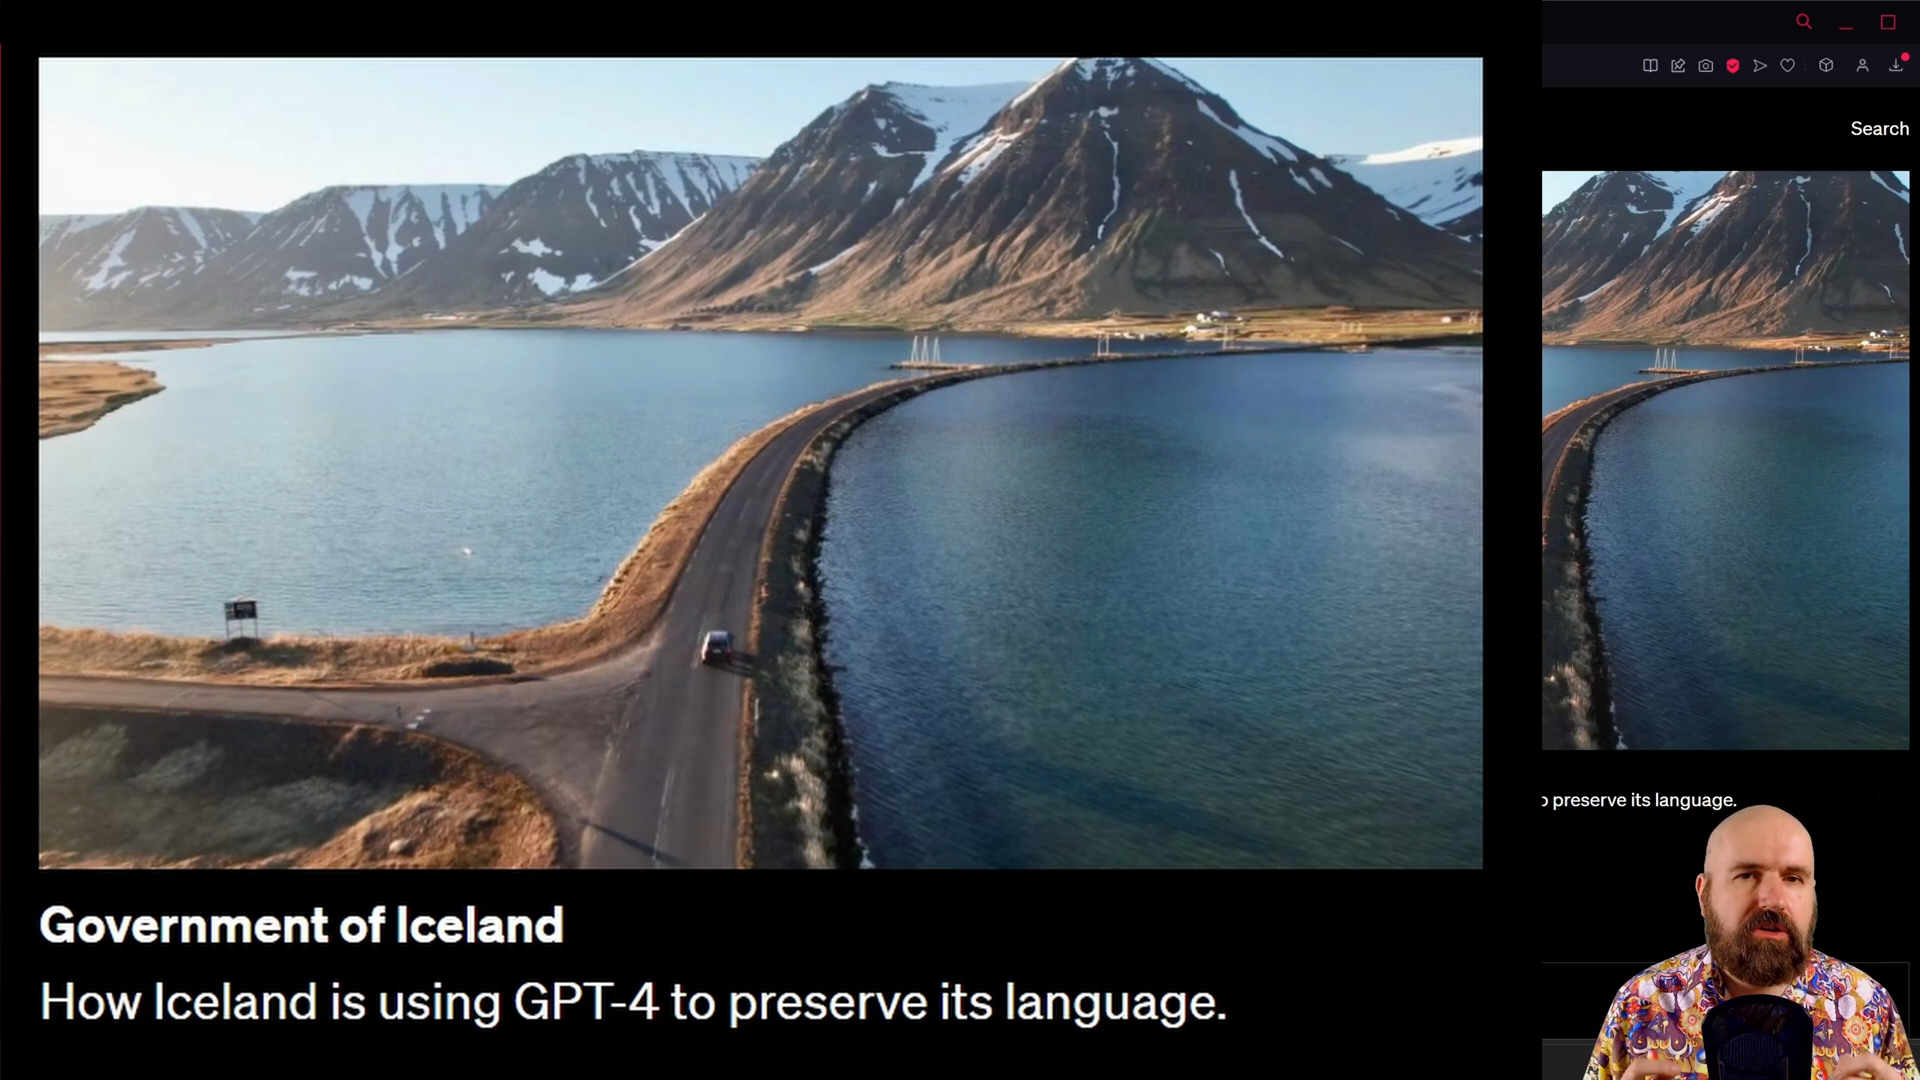 Search
Government of Iceland
How Iceland is using GPT-4 to preserve its language.
preserve its language.